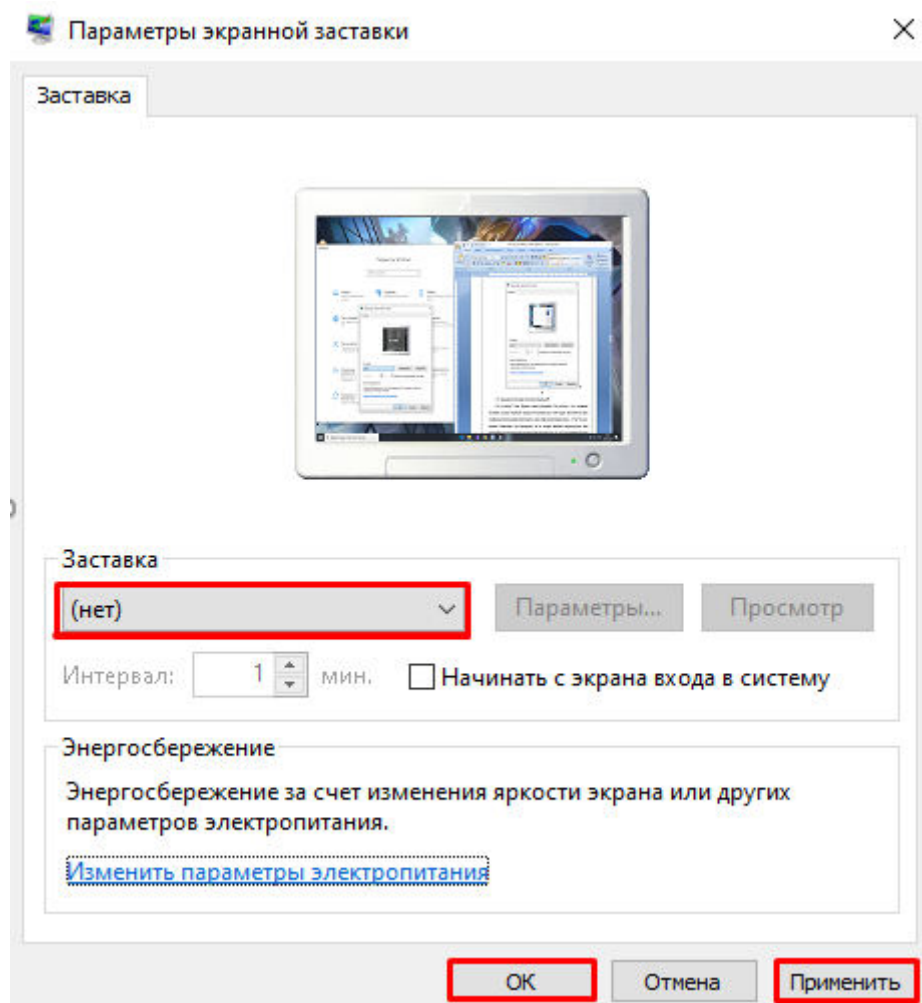 Параметры экранной заставки
Заставка
Заставка
(нет)
Параметры...
Просмотр
Интервал:
1
мин.
Начинать с экрана входа в систему
Энергосбережение
Энергосбережение за счет изменения яркости экрана или других
параметров электропитания.
Изменить параметры электропитания
ОК
Отмена
Применить